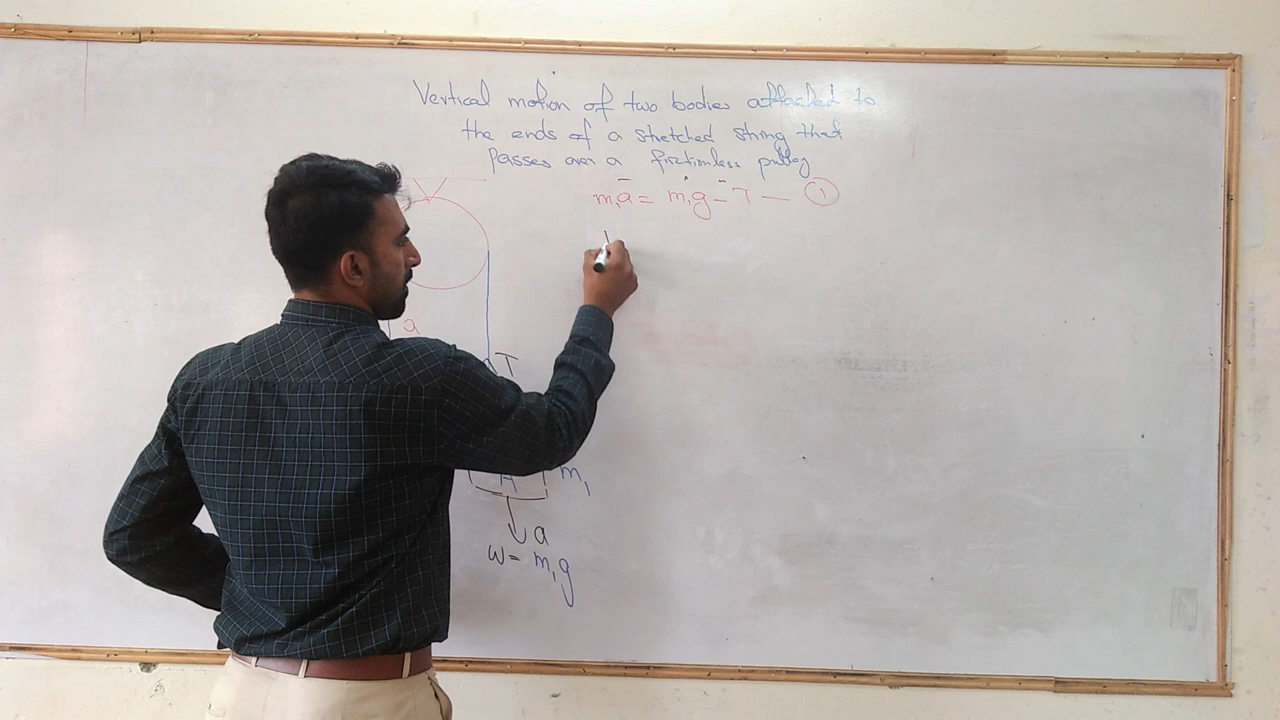 Vertical motion of two bodies attached to
the ends of a stretched string that
Passes over a frictionless pulley
m₁a = m₁g - T — ①
a
T
A m₁
a
w = m₁g